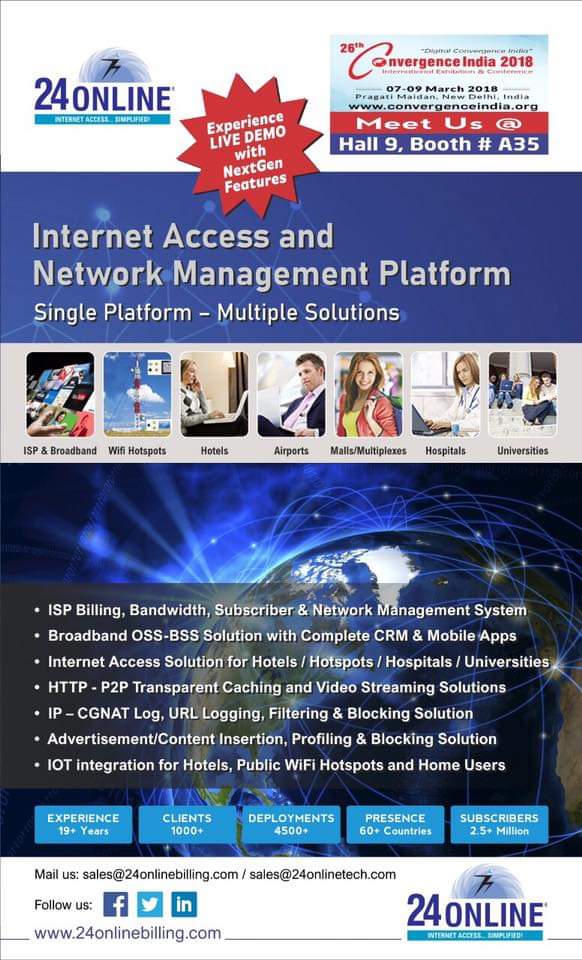 24ONLINE
INTERNET ACCESS... SIMPLIFIED!
26th Convergence India 2018
"Digital Convergence India"
International Exhibition & Conference
07-09 March 2018
Pragati Maidan, New Delhi, India
www.convergenceindia.org
Meet Us @
Hall 9, Booth # A35
Experience
LIVE DEMO
with
NextGen
Features
Internet Access and
Network Management Platform
Single Platform – Multiple Solutions
ISP & Broadband Wifi Hotspots Hotels Airports Malls/Multiplexes Hospitals Universities
• ISP Billing, Bandwidth, Subscriber & Network Management System
• Broadband OSS-BSS Solution with Complete CRM & Mobile Apps
• Internet Access Solution for Hotels / Hotspots / Hospitals / Universities
• HTTP - P2P Transparent Caching and Video Streaming Solutions
• IP – CGNAT Log, URL Logging, Filtering & Blocking Solution
• Advertisement/Content Insertion, Profiling & Blocking Solution
• IOT integration for Hotels, Public WiFi Hotspots and Home Users
EXPERIENCE CLIENTS DEPLOYMENTS PRESENCE SUBSCRIBERS
19+ Years 1000+ 4500+ 60+ Countries 2.5+ Million
Mail us: sales@24onlinebilling.com / sales@24onlinetech.com
Follow us:
www.24onlinebilling.com
24ONLINE
INTERNET ACCESS... SIMPLIFIED!